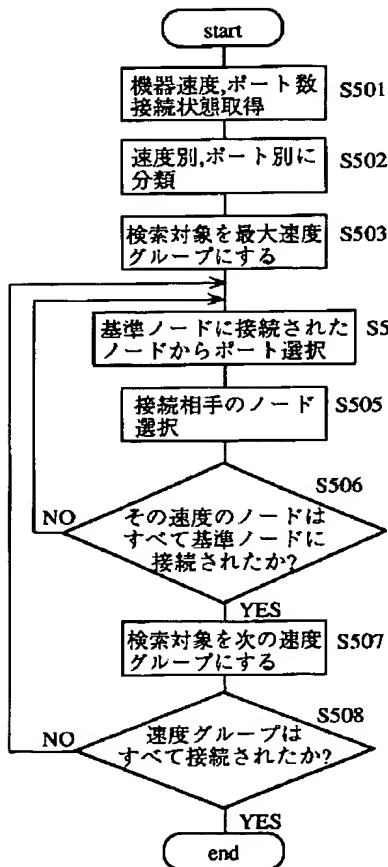 start
機器速度,ポート数
接続状態取得
S501
速度別,ポート別に
分類
S502
検索対象を最大速度
グループにする
S503
基準ノードに接続された
ノードからポート選択
S5
接続相手のノード
選択
S505
S506
その速度のノードは
すべて基準ノードに
接続されたか?
NO
YES
検索対象を次の速度
グループにする
S507
S508
速度グループは
すべて接続されたか?
NO
YES
end